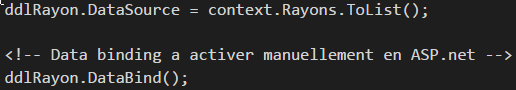 ddlRayon.DataSource = context.Rayons.ToList();
<!-- Data binding a activer manuellement en ASP.net -->
ddlRayon.DataBind();